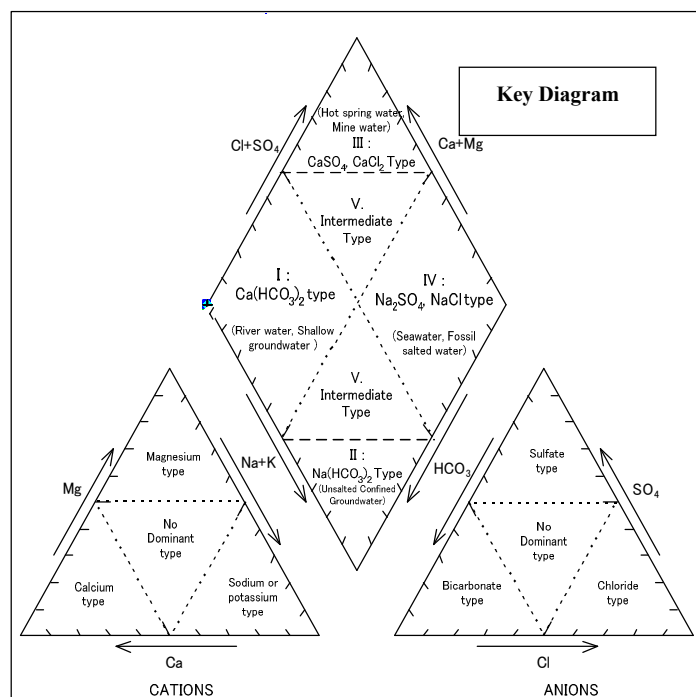 Key Diagram
(Hot spring water,
Mine water)
III :
CaSO₄, CaCl₂ Type
Cl+SO₄
Ca+Mg
V.
Intermediate
Type
I :
Ca(HCO₃)₂ type
(River water, Shallow
groundwater )
IV :
Na₂SO₄, NaCl type
(Seawater, Fossil
salted water)
V.
Intermediate
Type
II :
Na(HCO₃)₂ Type
(Unsalted Confined
Groundwater)
Na+K
HCO₃
Mg
Magnesium
type
No
Dominant
type
Calcium
type
Sodium or
potassium type
Ca
CATIONS
SO₄
Sulfate
type
No
Dominant
type
Bicarbonate
type
Chloride
type
Cl
ANIONS